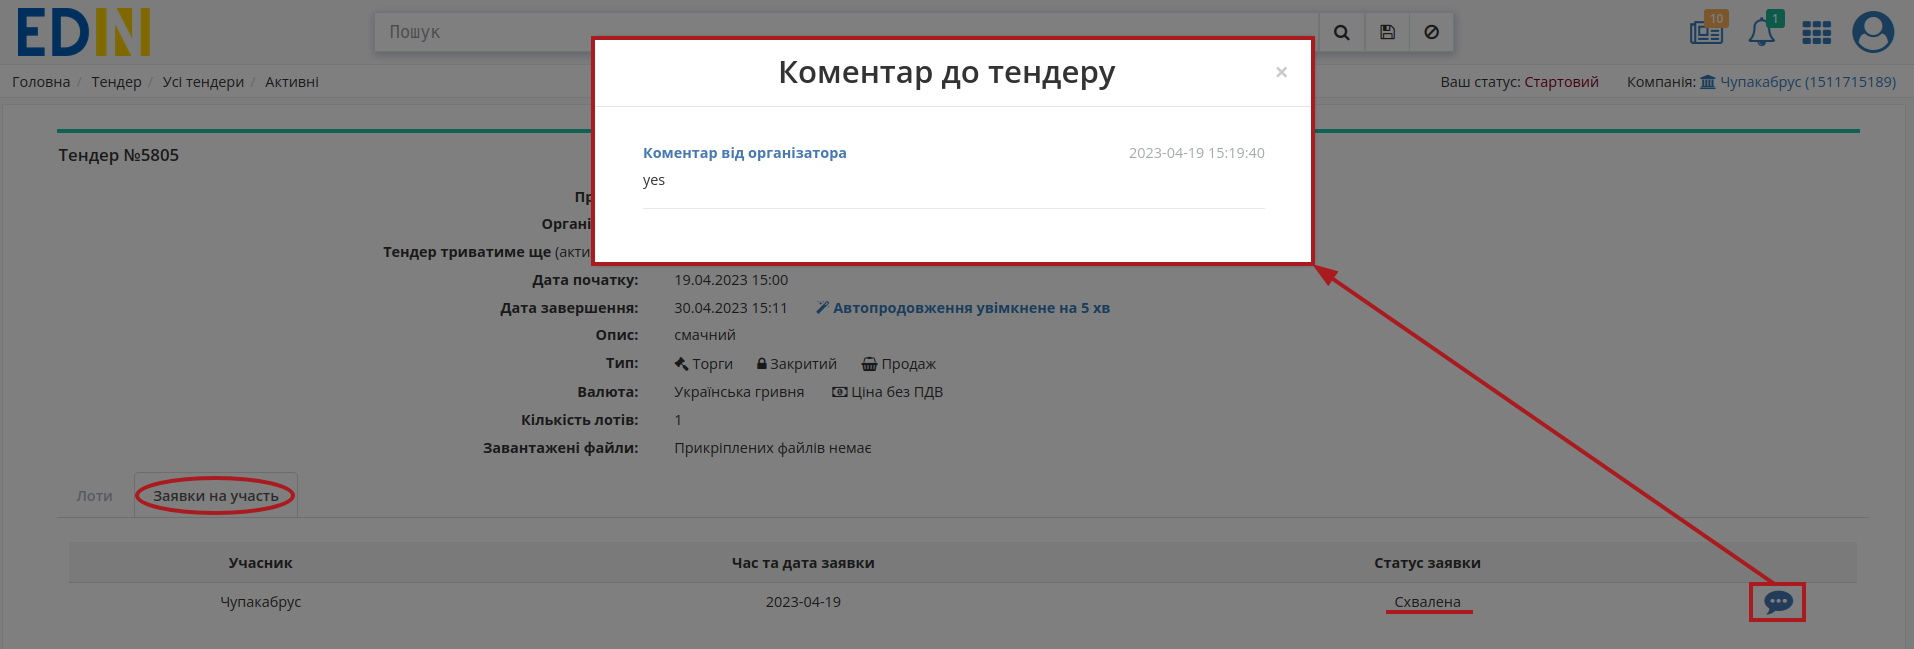 EDIN
Пошук
10
1
Головна / Тендер / Усі тендери / Активні
Ваш статус: Стартовий Компанія: Чупакабрус (1511715189)
Коментар до тендеру ×
Коментар від організатора 2023-04-19 15:19:40
yes
Тендер №5805
Пр
Органі
Тендер триватиме ще (акти
Дата початку: 19.04.2023 15:00
Дата завершення: 30.04.2023 15:11 Автопродовження увімкнене на 5 хв
Опис: смачний
Тип: Торги Закритий Продаж
Валюта: Українська гривня Ціна без ПДВ
Кількість лотів: 1
Завантажені файли: Прикріплених файлів немає
Лоти Заявки на участь
Учасник Час та дата заявки Статус заявки
Чупакабрус 2023-04-19 Схвалена